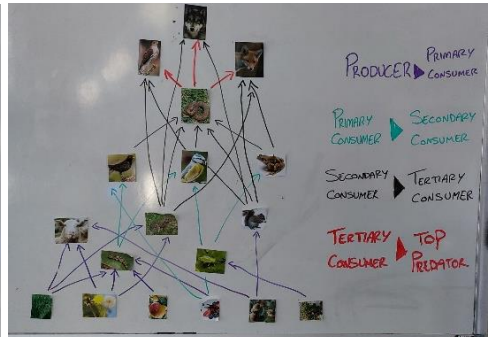 PRODUCER ▶ PRIMARY CONSUMER
PRIMARY CONSUMER ▶ SECONDARY CONSUMER
SECONDARY CONSUMER ▶ TERTIARY CONSUMER
TERTIARY CONSUMER ▶ TOP PREDATOR